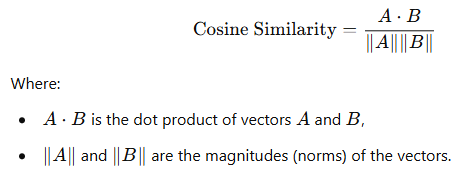 Cosine Similarity = A · B / ‖A‖‖B‖
Where:
• A · B is the dot product of vectors A and B,
• ‖A‖ and ‖B‖ are the magnitudes (norms) of the vectors.